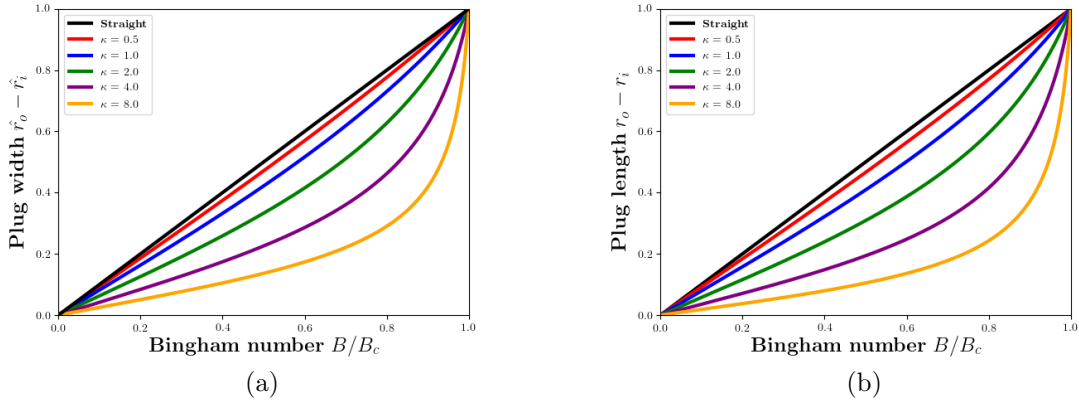 Plug width r̂ₒ − r̂ᵢ
1.0
0.8
0.6
0.4
0.2
0.0
Straight
κ = 0.5
κ = 1.0
κ = 2.0
κ = 4.0
κ = 8.0
0.0 0.2 0.4 0.6 0.8 1.0
Bingham number B/B_c
(a)
Plug length rₒ − rᵢ
1.0
0.8
0.6
0.4
0.2
0.0
Straight
κ = 0.5
κ = 1.0
κ = 2.0
κ = 4.0
κ = 8.0
0.0 0.2 0.4 0.6 0.8 1.0
Bingham number B/B_c
(b)